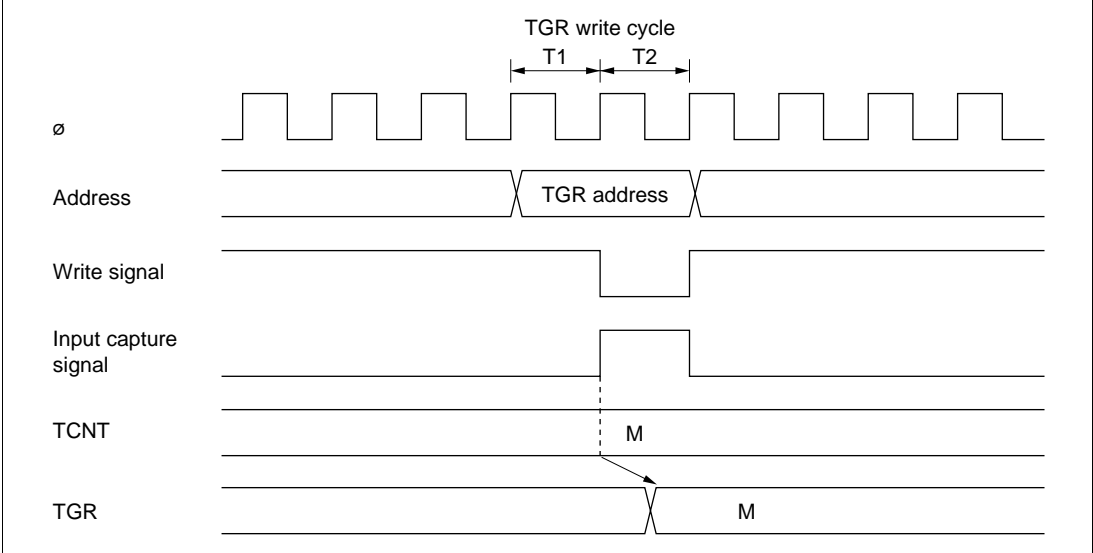 TGR write cycle
T1 T2
ø
Address TGR address
Write signal
Input capture
signal
TCNT M
TGR M